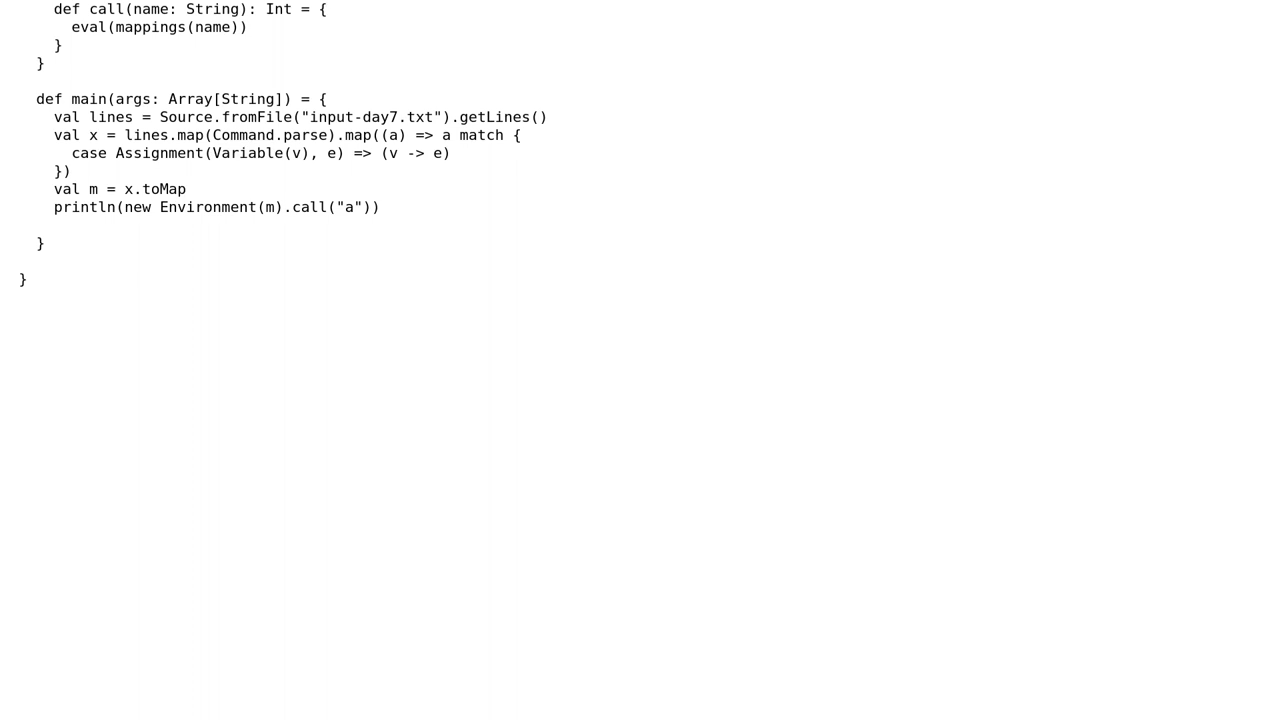 def call(name: String): Int = {
      eval(mappings(name))
    }
  }

  def main(args: Array[String]) = {
    val lines = Source.fromFile("input-day7.txt").getLines()
    val x = lines.map(Command.parse).map((a) => a match {
      case Assignment(Variable(v), e) => (v -> e)
    })
    val m = x.toMap
    println(new Environment(m).call("a"))

  }

}